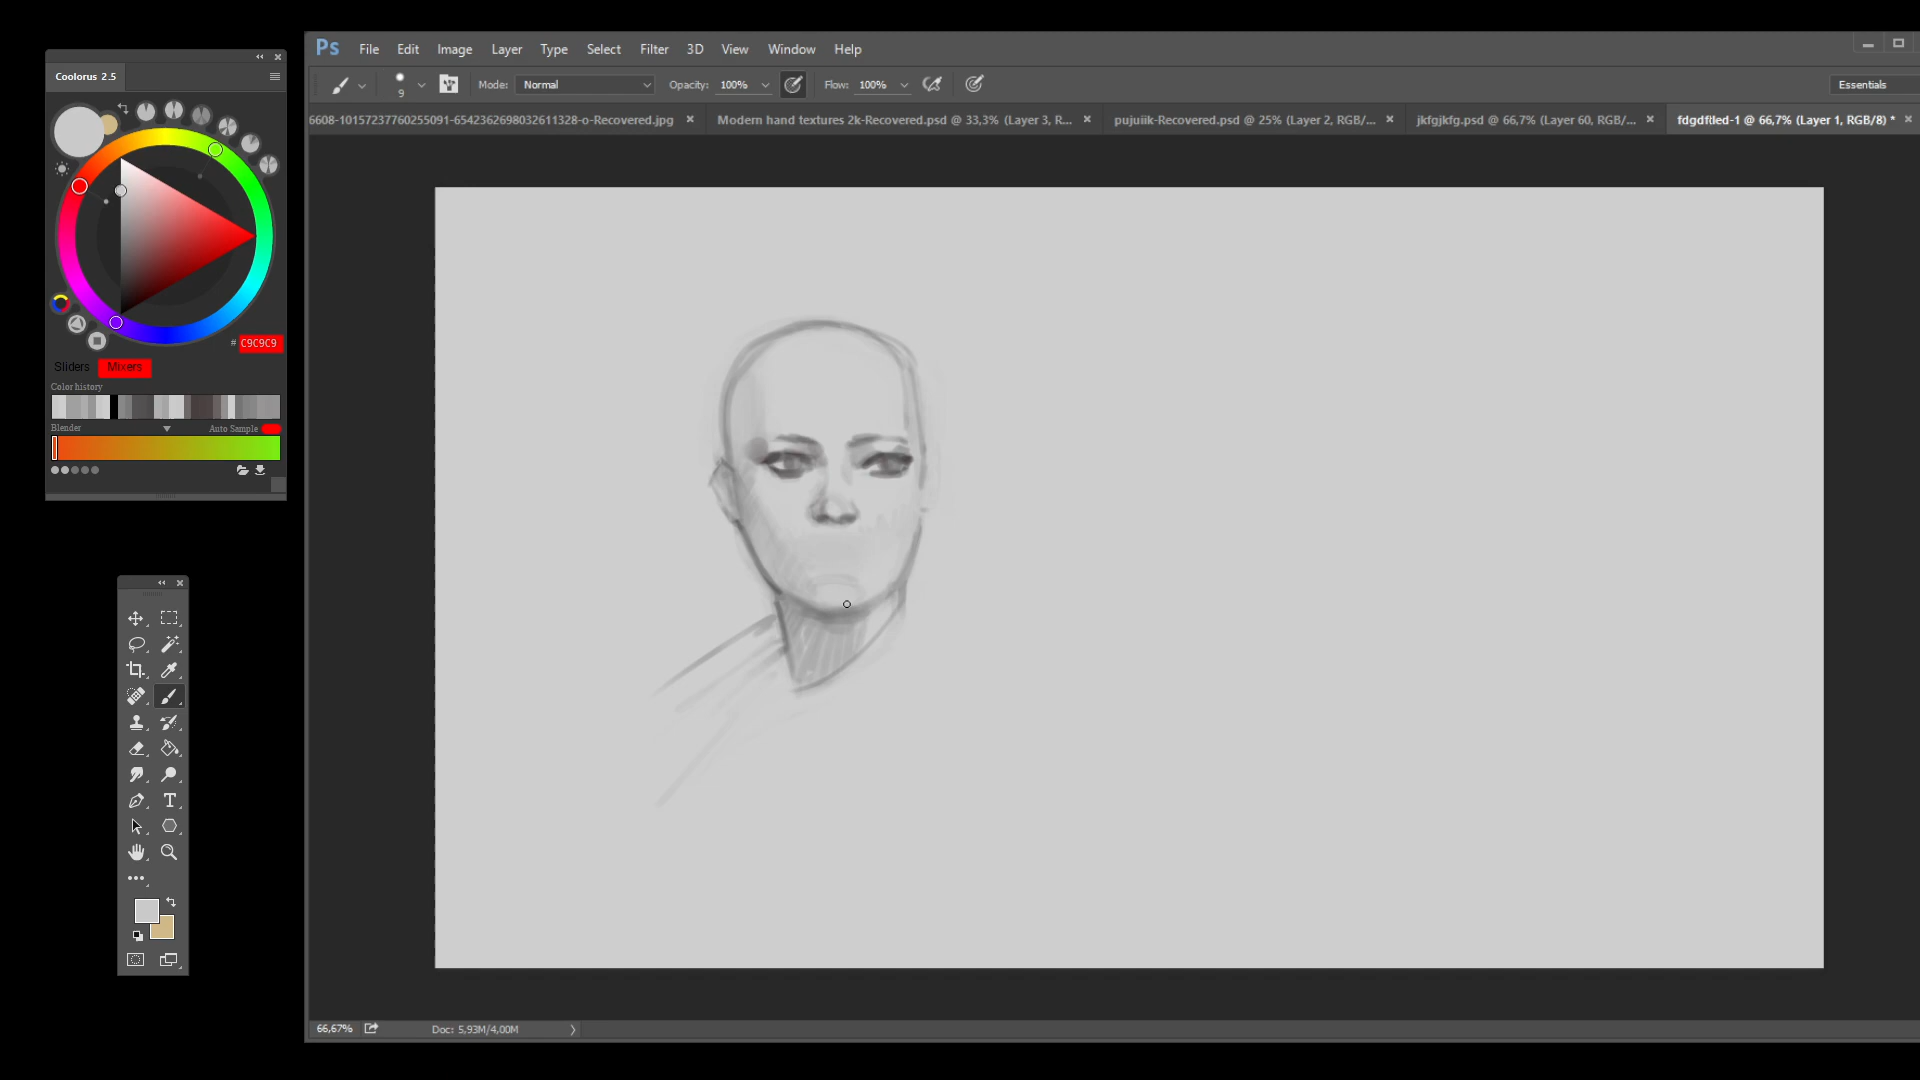 Coolorus 2.5
# C9C9C9
Sliders Mixers
Color history
Blender Auto Sample
Ps File Edit Image Layer Type Select Filter 3D View Window Help
9 Mode: Normal Opacity: 100% Flow: 100% Essentials
6608-10157237760255091-6542362698032611328-o-Recovered.jpg Modern hand textures 2k-Recovered.psd @ 33,3% (Layer 3, R... pujuiik-Recovered.psd @ 25% (Layer 2, RGB/... jkfgjkfg.psd @ 66,7% (Layer 60, RGB/... fdgdftled-1 @ 66,7% (Layer 1, RGB/8) *
T
66,67% Doc: 5,93M/4,00M